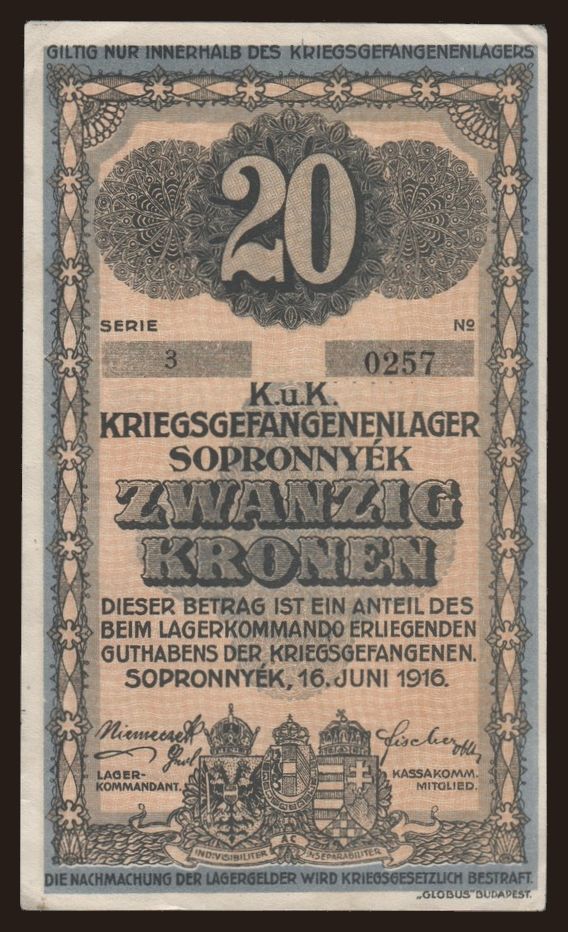 GILTIG NUR INNERHALB DES KRIEGSGEFANGENENLAGERS
20
SERIE No
3 0257
K.u.K.
KRIEGSGEFANGENENLAGER
SOPRONNYÉK
ZWANZIG
KRONEN
DIESER BETRAG IST EIN ANTEIL DES
BEIM LAGERKOMMANDO ERLIEGENDEN
GUTHABENS DER KRIEGSGEFANGENEN.
SOPRONNYÉK, 16. JUNI 1916.
Fischer
LAGER- KASSAKOMM.
KOMMANDANT. MITGLIED.
INDIVISIBILITER AC INSEPARABILITER
DIE NACHMACHUNG DER LAGERGELDER WIRD KRIEGSGESETZLICH BESTRAFT.
„GLOBUS" BUDAPEST.